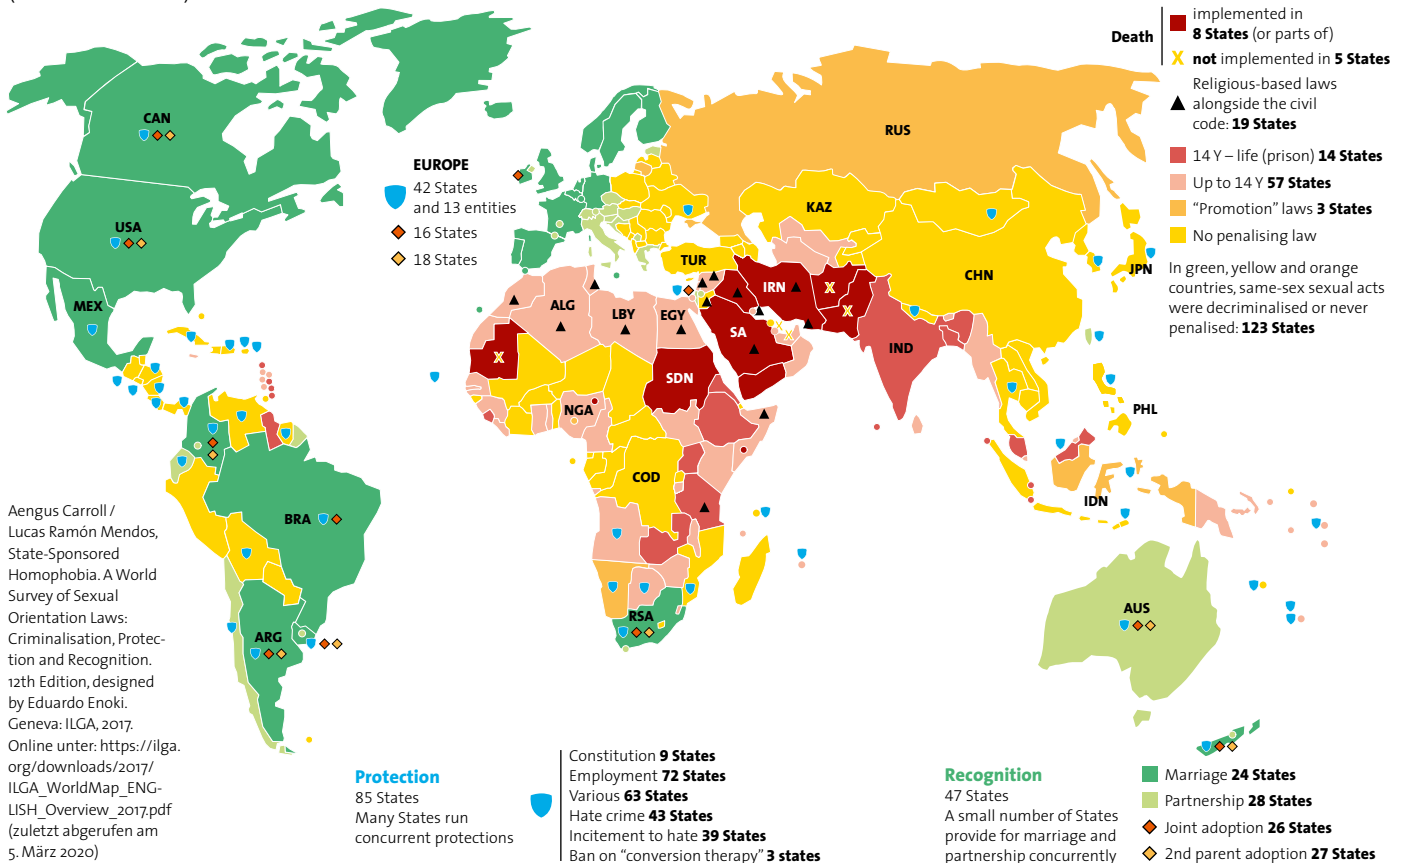 implemented in
8 States (or parts of)
Death
X not implemented in 5 States
Religious-based laws
alongside the civil
code: 19 States
14 Y – life (prison) 14 States
Up to 14 Y 57 States
“Promotion” laws 3 States
No penalising law
In green, yellow and orange
countries, same-sex sexual acts
were decriminalised or never
penalised: 123 States
CAN
USA
MEX
EUROPE
42 States
and 13 entities
16 States
18 States
RUS
KAZ
TUR
CHN
JPN
ALG
LBY
EGY
IRN
X
X
SA
X
X
IND
X
SDN
NGA
PHL
COD
IDN
BRA
ARG
RSA
AUS
Aengus Carroll /
Lucas Ramón Mendos,
State-Sponsored
Homophobia. A World
Survey of Sexual
Orientation Laws:
Criminalisation, Protec-
tion and Recognition.
12th Edition, designed
by Eduardo Enoki.
Geneva: ILGA, 2017.
Online unter: https://ilga.
org/downloads/2017/
ILGA_WorldMap_ENG-
LISH_Overview_2017.pdf
(zuletzt abgerufen am
5. März 2020)
Protection
85 States
Many States run
concurrent protections
Constitution 9 States
Employment 72 States
Various 63 States
Hate crime 43 States
Incitement to hate 39 States
Ban on “conversion therapy” 3 states
Recognition
47 States
A small number of States
provide for marriage and
partnership concurrently
Marriage 24 States
Partnership 28 States
Joint adoption 26 States
2nd parent adoption 27 States